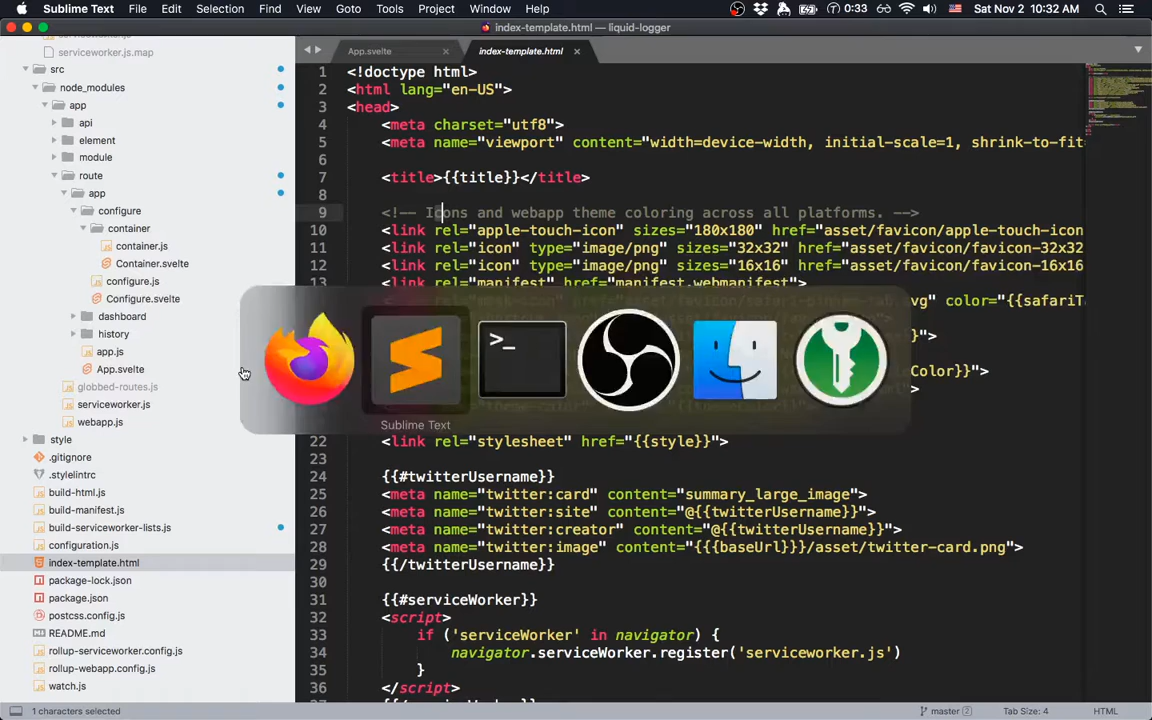 Sublime Text File Edit Selection Find View Goto Tools Project Window Help 0:33 Sat Nov 2 10:32 AM
index-template.html — liquid-logger
serviceworker.js
serviceworker.js.map
src
node_modules
app
api
element
module
route
app
configure
container
container.js
Container.svelte
configure.js
Configure.svelte
dashboard
history
app.js
App.svelte
globbed-routes.js
serviceworker.js
webapp.js
style
.gitignore
.stylelintrc
build-html.js
build-manifest.js
build-serviceworker-lists.js
configuration.js
index-template.html
package-lock.json
package.json
postcss.config.js
README.md
rollup-serviceworker.config.js
rollup-webapp.config.js
watch.js
App.svelte × index-template.html ×
1 <!doctype html>
2 <html lang="en-US">
3 <head>
4 <meta charset="utf8">
5 <meta name="viewport" content="width=device-width, initial-scale=1, shrink-to-fit
6
7 <title>{{title}}</title>
8
9 <!-- Icons and webapp theme coloring across all platforms. -->
10 <link rel="apple-touch-icon" sizes="180x180" href="asset/favicon/apple-touch-icon
11 <link rel="icon" type="image/png" sizes="32x32" href="asset/favicon/favicon-32x32
12 <link rel="icon" type="image/png" sizes="16x16" href="asset/favicon/favicon-16x16
13 <link rel="manifest" href="manifest.webmanifest">
vg" color="{{safariT
Color}}">
>
>_
Sublime Text
22 <link rel="stylesheet" href="{{style}}">
23
24 {{#twitterUsername}}
25 <meta name="twitter:card" content="summary_large_image">
26 <meta name="twitter:site" content="@{{twitterUsername}}">
27 <meta name="twitter:creator" content="@{{twitterUsername}}">
28 <meta name="twitter:image" content="{{{baseUrl}}}/asset/twitter-card.png">
29 {{/twitterUsername}}
30
31 {{#serviceWorker}}
32 <script>
33 if ('serviceWorker' in navigator) {
34 navigator.serviceWorker.register('serviceworker.js')
35 }
36 </script>
1 characters selected master 2 Tab Size: 4 HTML